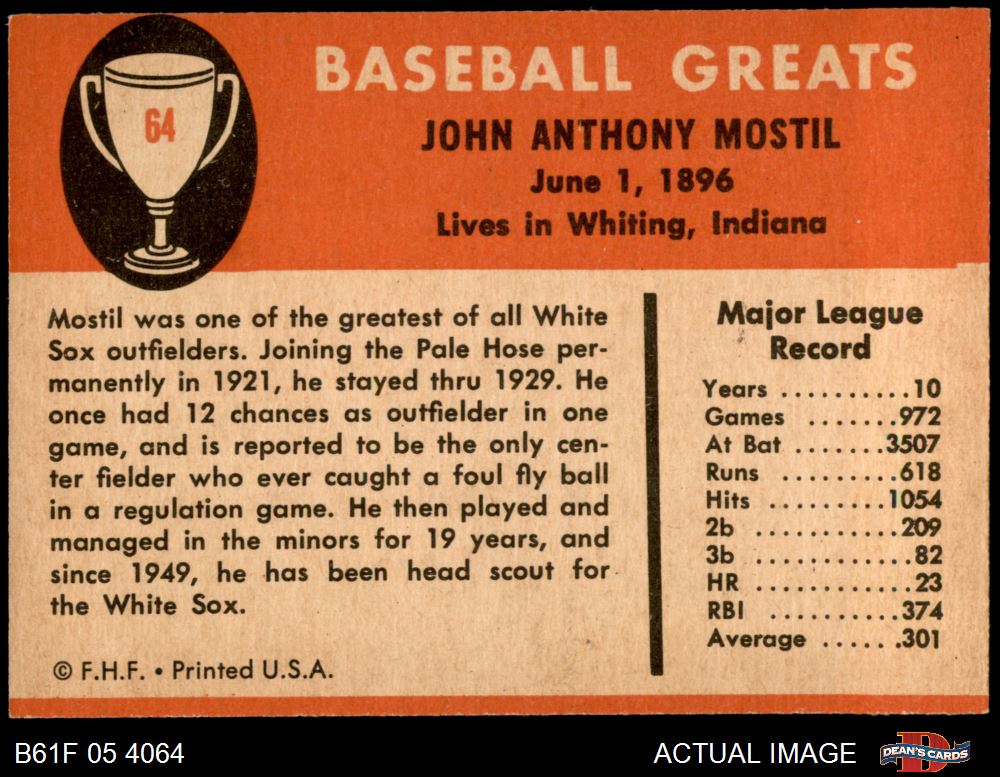 64
BASEBALL GREATS
JOHN ANTHONY MOSTIL
June 1, 1896
Lives in Whiting, Indiana
Mostil was one of the greatest of all White
Sox outfielders. Joining the Pale Hose per-
manently in 1921, he stayed thru 1929. He
once had 12 chances as outfielder in one
game, and is reported to be the only cen-
ter fielder who ever caught a foul fly ball
in a regulation game. He then played and
managed in the minors for 19 years, and
since 1949, he has been head scout for
the White Sox.
© F.H.F. • Printed U.S.A.
Major League
Record
Years ..........10
Games .......972
At Bat .......3507
Runs .........618
Hits .........1054
2b ...........209
3b ............82
HR ............23
RBI ..........374
Average ......301
B61F 05 4064
ACTUAL IMAGE
D
DEAN'S CARDS